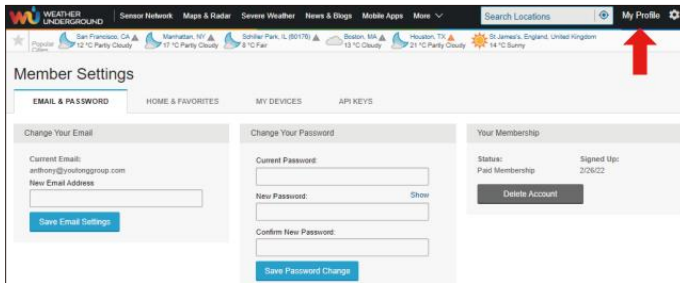 WEATHER UNDERGROUND
Sensor Network Maps & Radar Severe Weather News & Blogs Mobile Apps More Search Locations My Profile
Popular Cities
San Francisco, CA Manhattan, NY Schiller Park, IL (60176) Boston, MA Houston, TX St James's, England, United Kingdom
12 °C Partly Cloudy 17 °C Partly Cloudy 8 °C Fair 13 °C Cloudy 21 °C Partly Cloudy 14 °C Sunny
Member Settings
EMAIL & PASSWORD HOME & FAVORITES MY DEVICES API KEYS
Change Your Email
Current Email:
anthony@youtonggroup.com
New Email Address
Save Email Settings
Change Your Password
Current Password:
New Password: Show
Confirm New Password:
Save Password Change
Your Membership
Status: Signed Up:
Paid Membership 2/26/22
Delete Account